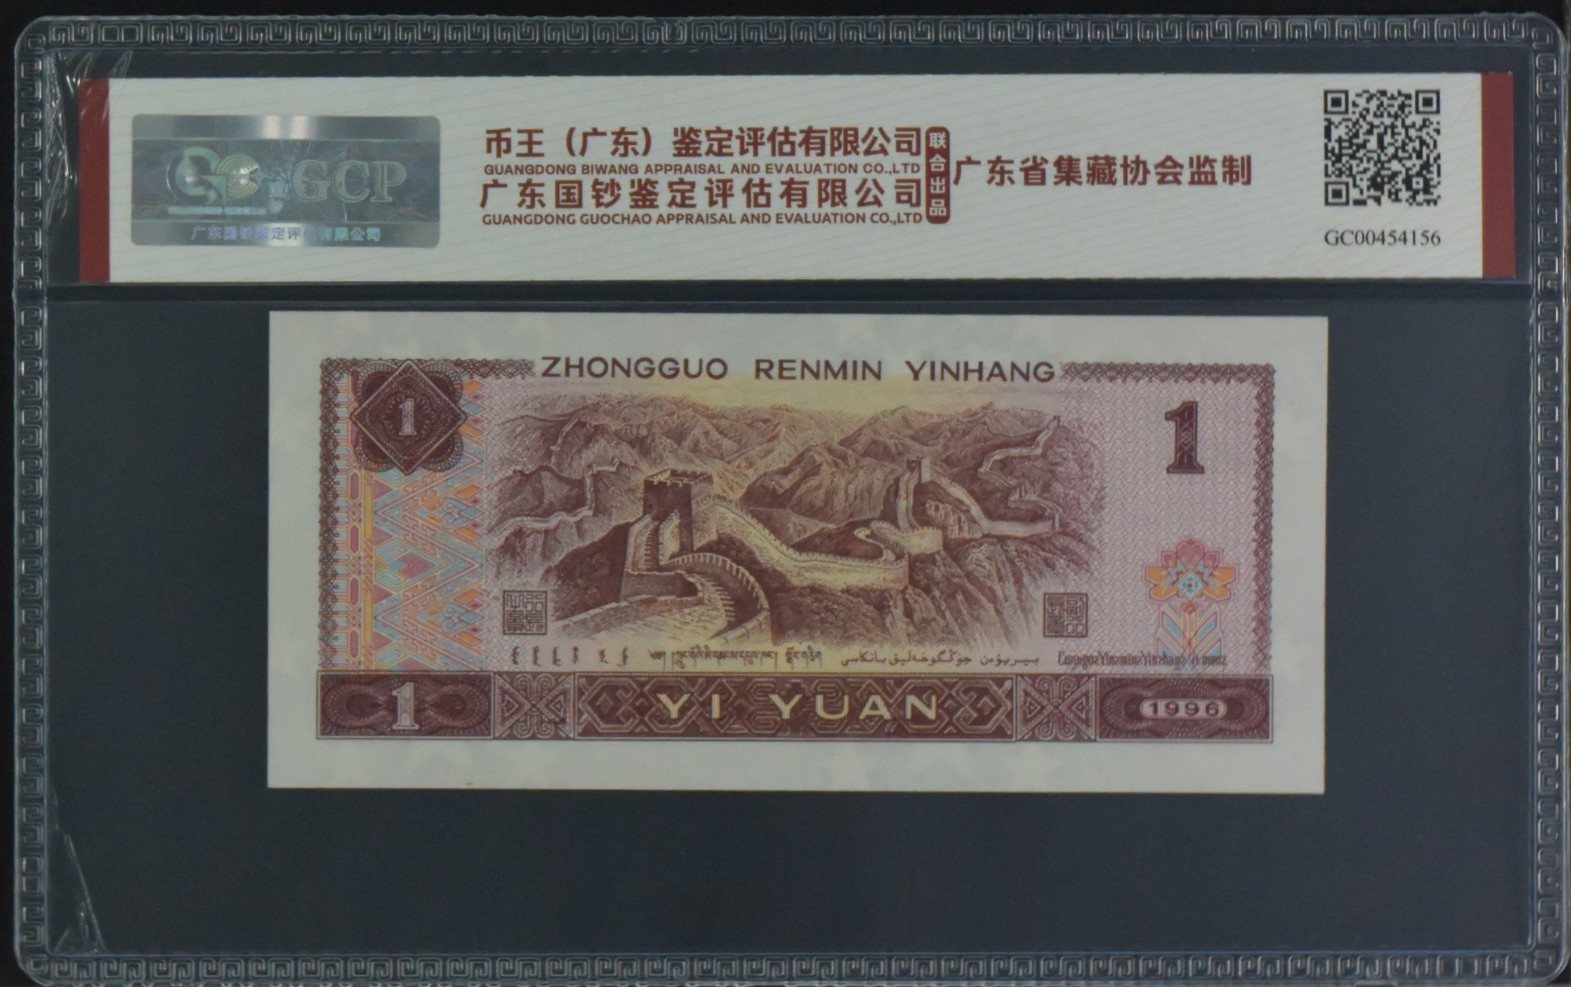 GCP
广东国钞鉴定评估有限公司
币王（广东）鉴定评估有限公司
GUANGDONG BIWANG APPRAISAL AND EVALUATION CO.,LTD
广东国钞鉴定评估有限公司
GUANGDONG GUOCHAO APPRAISAL AND EVALUATION CO.,LTD
联合出品
广东省集藏协会监制
GC00454156
ZHONGGUO RENMIN YINHANG
1
1
1
YI YUAN
1996